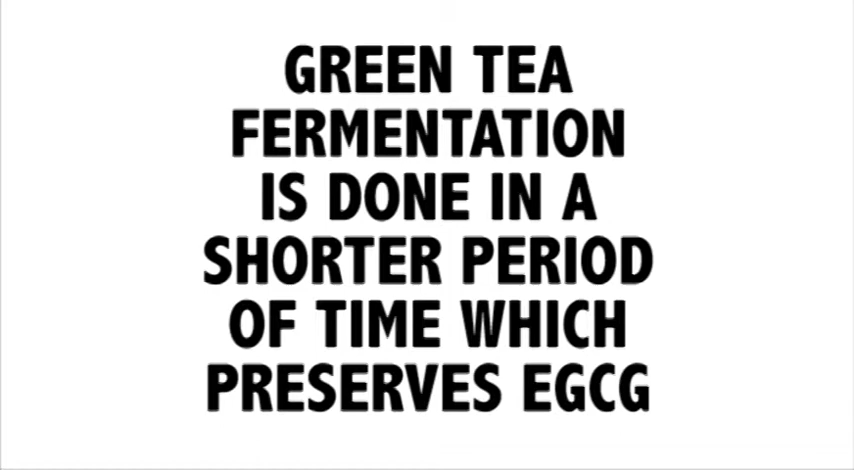 GREEN TEA
FERMENTATION
IS DONE IN A
SHORTER PERIOD
OF TIME WHICH
PRESERVES EGCG